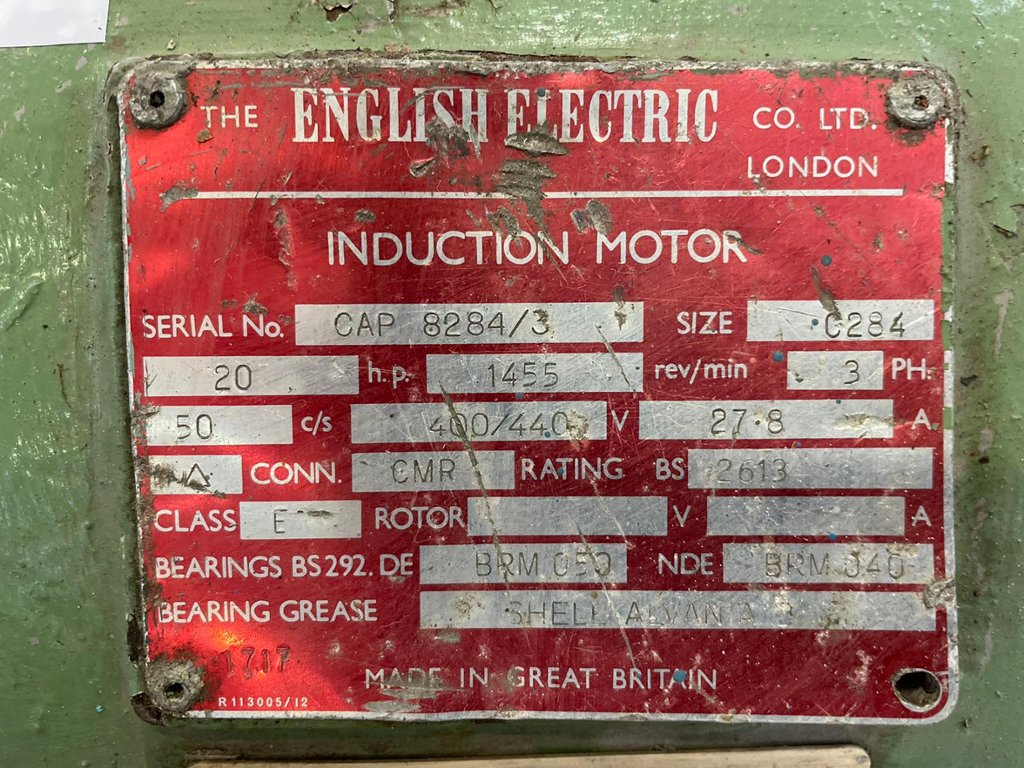 THE ENGLISH ELECTRIC CO. LTD.
LONDON
INDUCTION MOTOR
SERIAL No. CAP 8284/3 SIZE C284
20 h.p. 1455 rev/min 3 PH.
50 c/s 400/440 V 27.8 A.
△ CONN. CMR RATING BS 2613
CLASS E ROTOR V A
BEARINGS BS292. DE BRM 050 NDE BRM 040
BEARING GREASE SHELL ALVANIA
1717
MADE IN GREAT BRITAIN
R113005/12